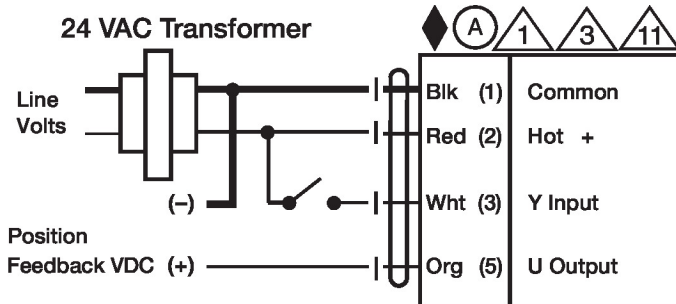 24 VAC Transformer
A 1 3 11
Line
Volts
Blk (1) Common
Red (2) Hot +
(–) Wht (3) Y Input
Position
Feedback VDC (+) Org (5) U Output